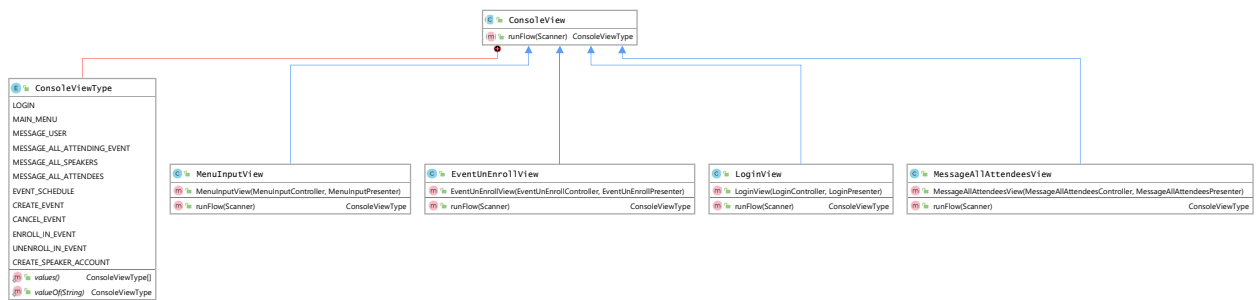 ConsoleView
runFlow(Scanner) ConsoleViewType
ConsoleViewType
LOGIN
MAIN_MENU
MESSAGE_USER
MESSAGE_ALL_ATTENDING_EVENT
MESSAGE_ALL_SPEAKERS
MESSAGE_ALL_ATTENDEES
EVENT_SCHEDULE
CREATE_EVENT
CANCEL_EVENT
ENROLL_IN_EVENT
UNENROLL_IN_EVENT
CREATE_SPEAKER_ACCOUNT
values() ConsoleViewType[]
valueOf(String) ConsoleViewType
MenuInputView
MenuInputView(MenuInputController, MenuInputPresenter)
runFlow(Scanner) ConsoleViewType
EventUnEnrollView
EventUnEnrollView(EventUnEnrollController, EventUnEnrollPresenter)
runFlow(Scanner) ConsoleViewType
LoginView
LoginView(LoginController, LoginPresenter)
runFlow(Scanner) ConsoleViewType
MessageAllAttendeesView
MessageAllAttendeesView(MessageAllAttendeesController, MessageAllAttendeesPresenter)
runFlow(Scanner) ConsoleViewType